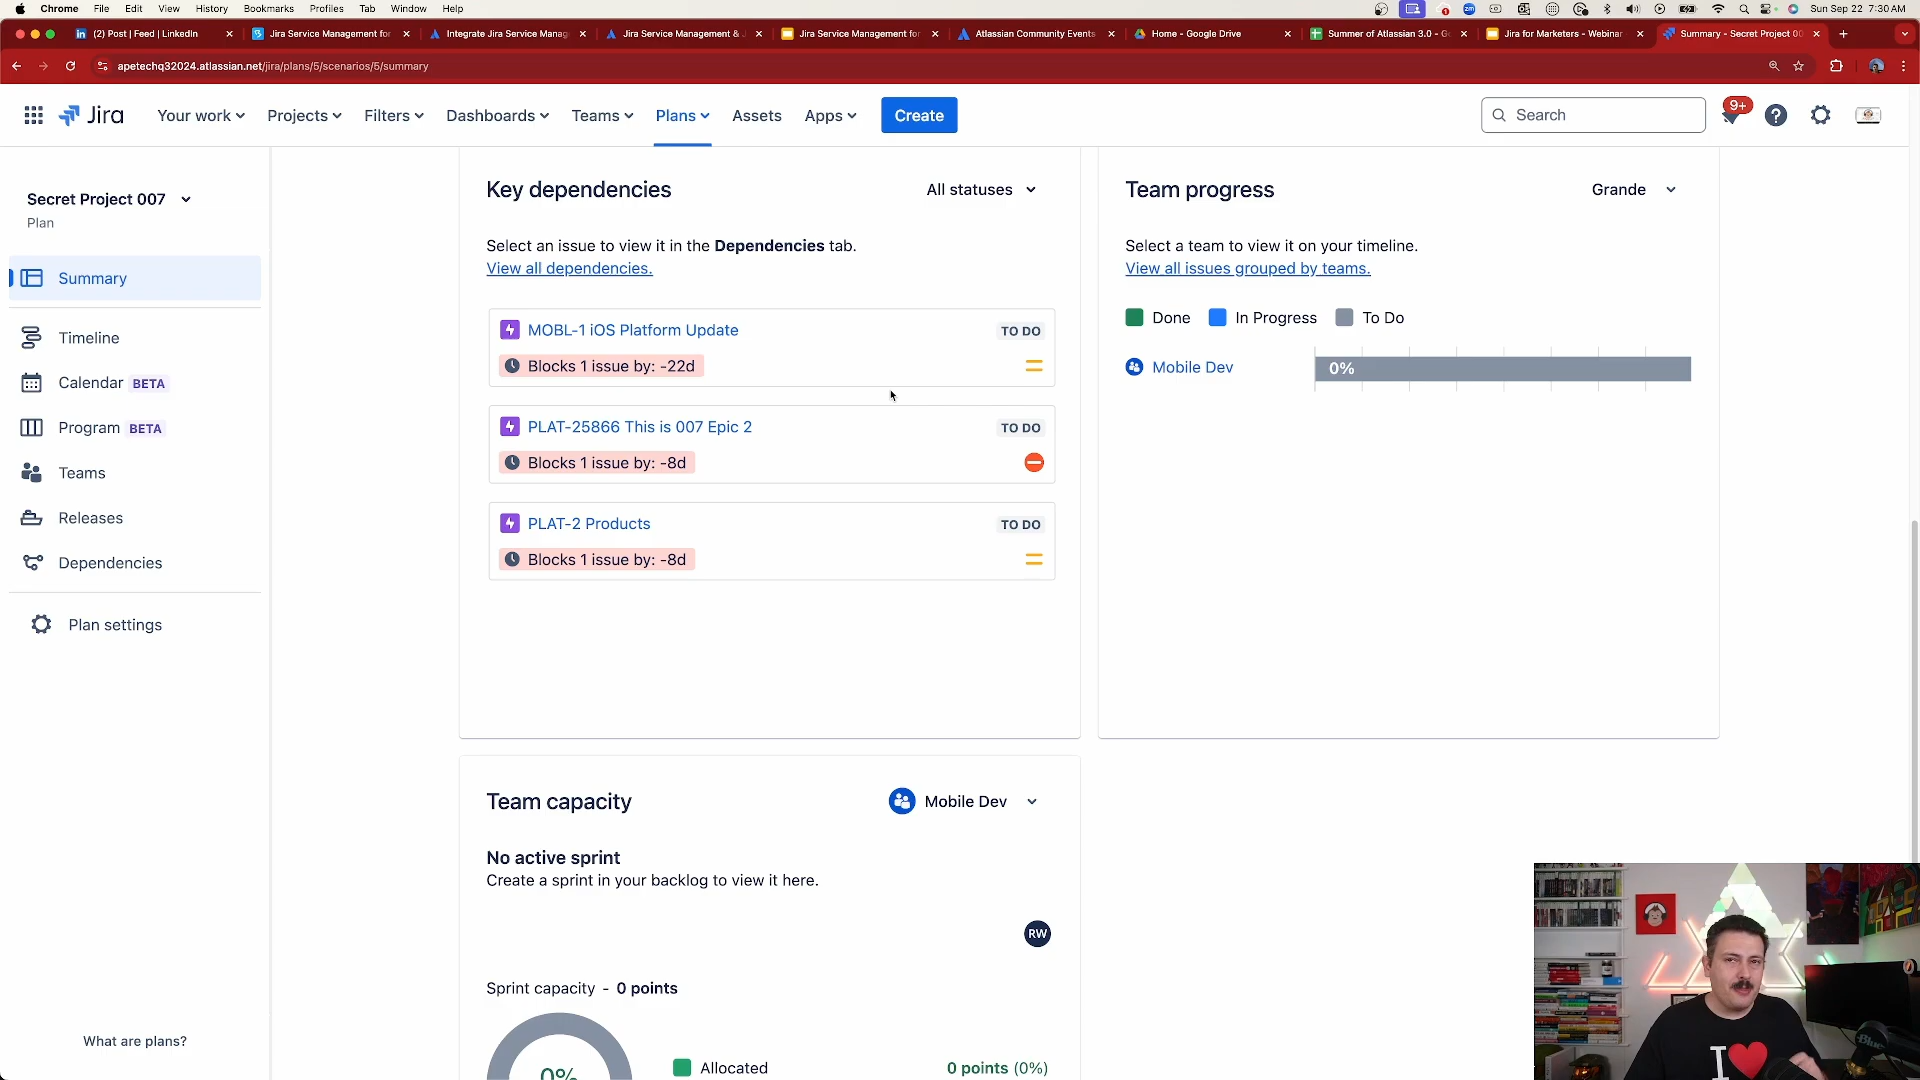 Chrome File Edit View History Bookmarks Profiles Tab Window Help
Sun Sep 22 7:30 AM
(2) Post | Feed | LinkedIn
Jira Service Management for
Integrate Jira Service Manag
Jira Service Management & J
Jira Service Management for
Atlassian Community Events
Home - Google Drive
Summer of Atlassian 3.0 - Go
Jira for Marketers - Webinar
Summary - Secret Project 00
apetechq32024.atlassian.net/jira/plans/5/scenarios/5/summary
Jira
Your work
Projects
Filters
Dashboards
Teams
Plans
Assets
Apps
Create
Search
9+
Secret Project 007
Plan
Summary
Timeline
Calendar BETA
Program BETA
Teams
Releases
Dependencies
Plan settings
What are plans?
Key dependencies
All statuses
Select an issue to view it in the Dependencies tab.
View all dependencies.
MOBL-1 iOS Platform Update
TO DO
Blocks 1 issue by: -22d
PLAT-25866 This is 007 Epic 2
TO DO
Blocks 1 issue by: -8d
PLAT-2 Products
TO DO
Blocks 1 issue by: -8d
Team progress
Grande
Select a team to view it on your timeline.
View all issues grouped by teams.
Done
In Progress
To Do
Mobile Dev
0%
Team capacity
Mobile Dev
No active sprint
Create a sprint in your backlog to view it here.
RW
Sprint capacity - 0 points
0%
Allocated
0 points (0%)
I
Blue